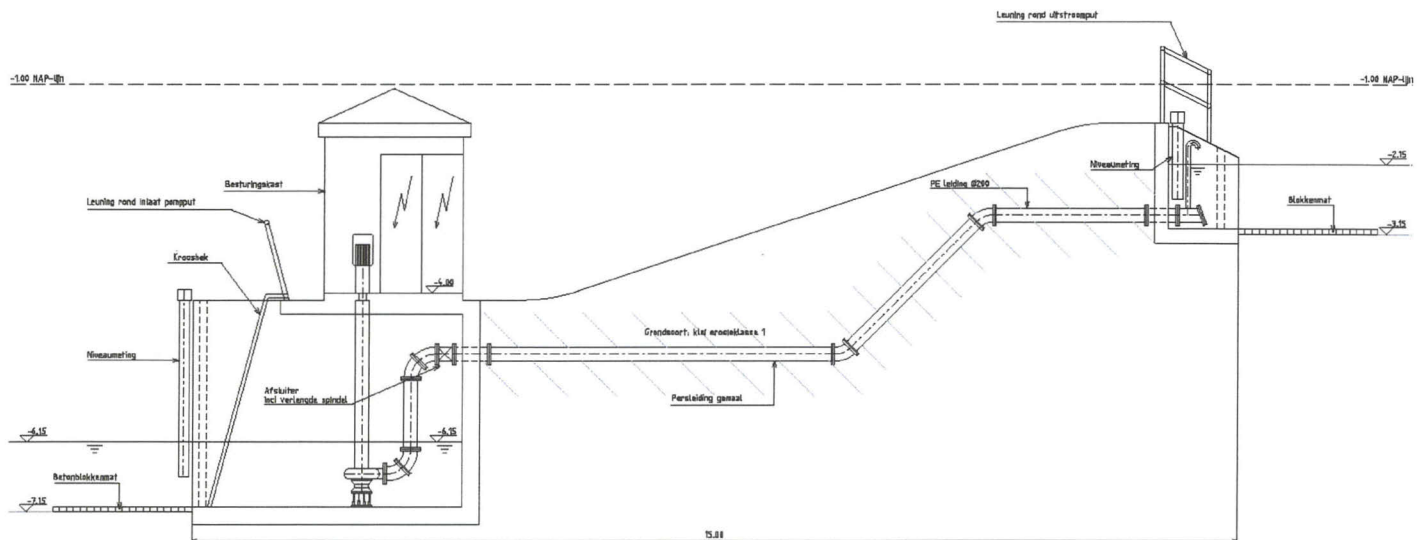 Leuning rond uitstroomput
-1.00 NAP-lijn
-1.00 NAP-lijn
Niveaumeting
-2.15
Besturingskast
PE leiding Ø200
Leuning rond inlaat pompput
Blokkenmat
-3.15
Krooshek
-4.00
Grondsoort: klei erosieklasse 1
Niveaumeting
Afsluiter
incl verlengde spindel
Persleiding gemaal
-6.15
-6.15
Betonblokkenmat
-7.15
15.00